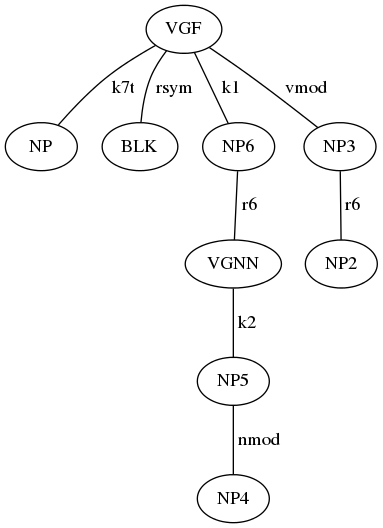 VGF
k7t rsym k1 vmod
NP BLK NP6 NP3
r6 r6
VGNN NP2
k2
NP5
nmod
NP4